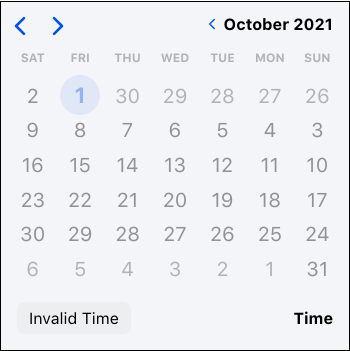 October 2021
SAT FRI THU WED TUE MON SUN
2 1 30 29 28 27 26
9 8 7 6 5 4 3
16 15 14 13 12 11 10
23 22 21 20 19 18 17
30 29 28 27 26 25 24
6 5 4 3 2 1 31
Invalid Time Time